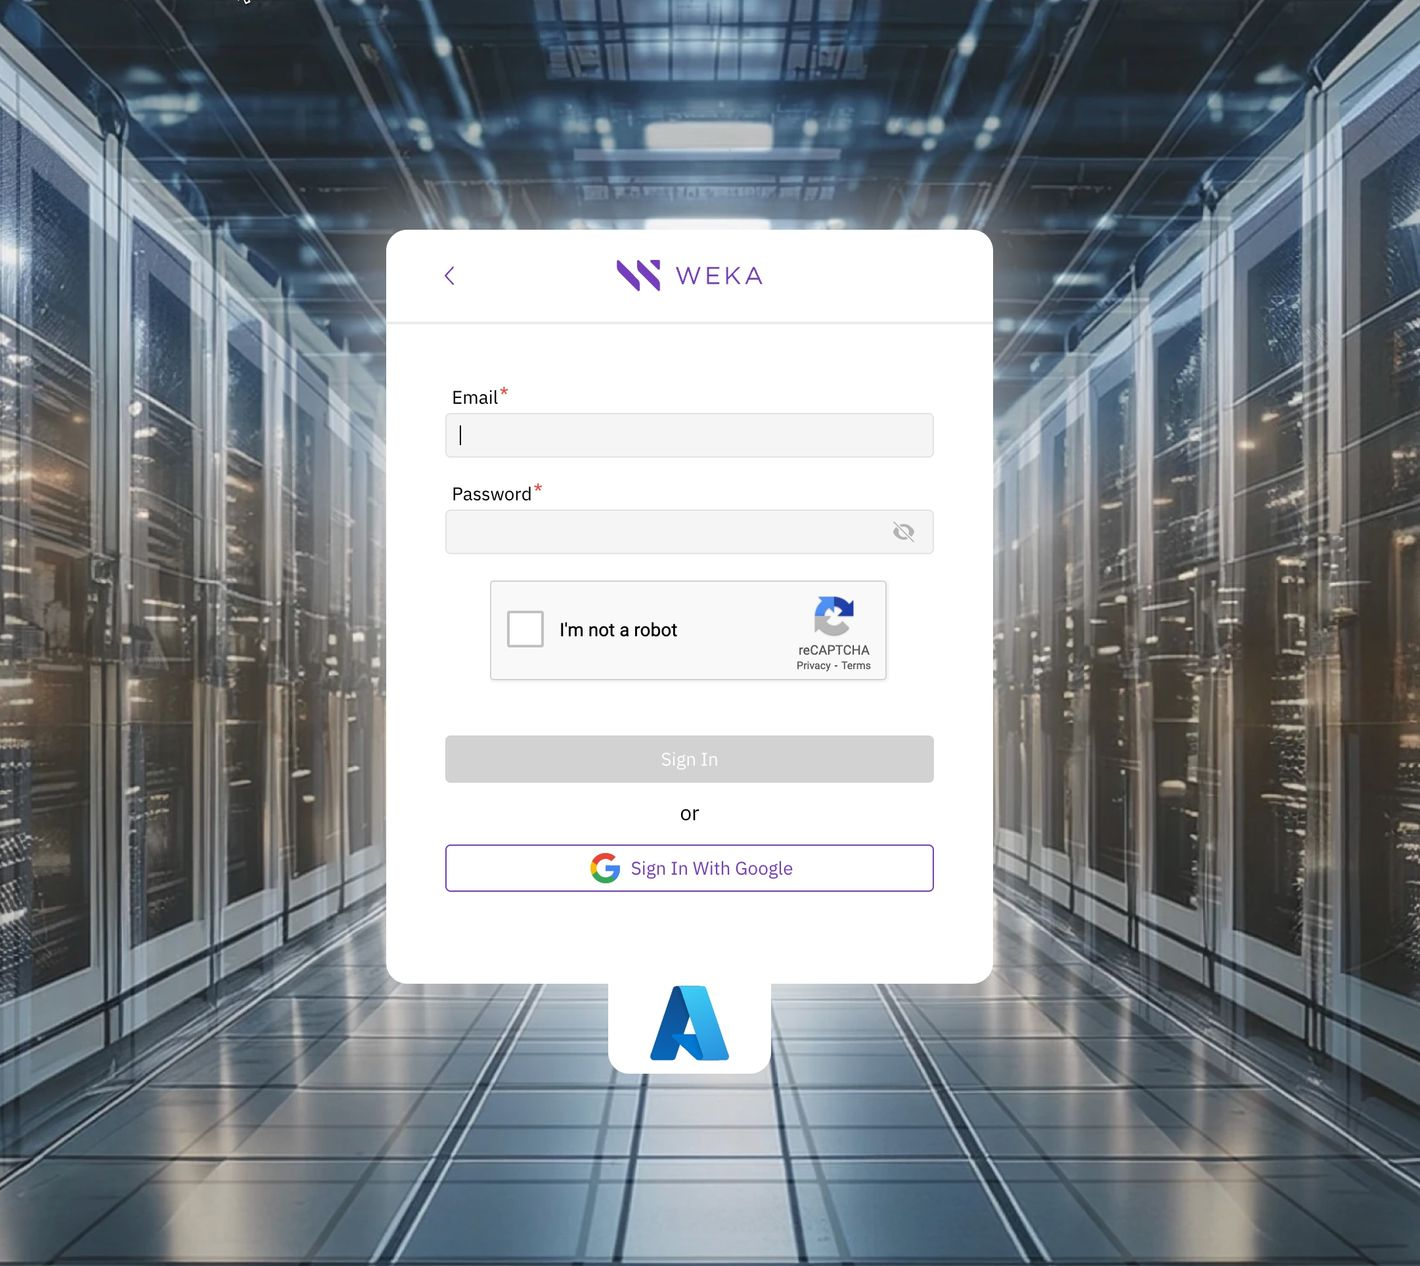 WEKA
Email*
Password*
I'm not a robot
reCAPTCHA
Privacy - Terms
Sign In
or
Sign In With Google